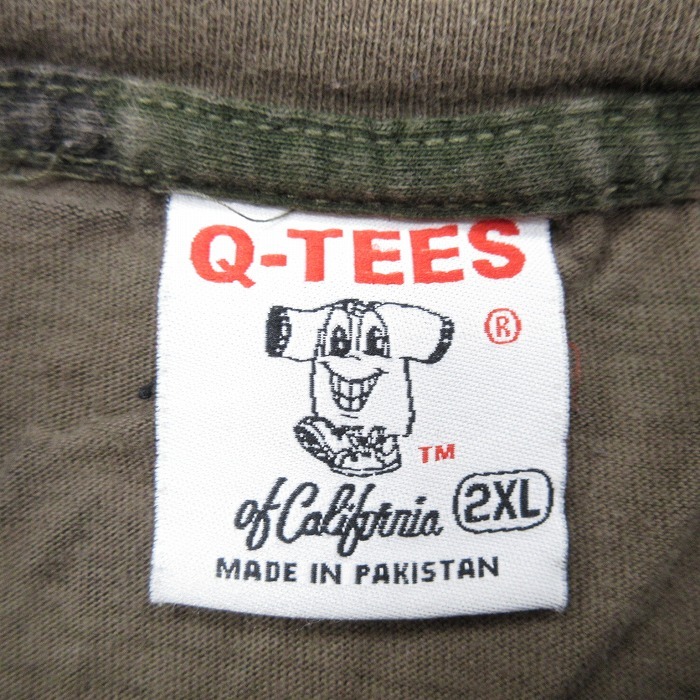 Q-TEES
®
TM
of California 2XL
MADE IN PAKISTAN